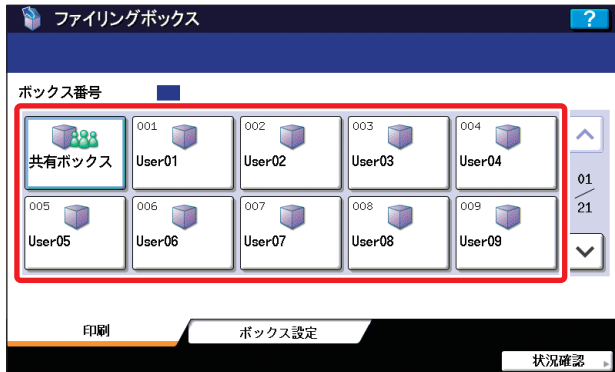 ファイリングボックス
?
ボックス番号
共有ボックス
001
User01
002
User02
003
User03
004
User04
01
21
005
User05
006
User06
007
User07
008
User08
009
User09
印刷
ボックス設定
状況確認